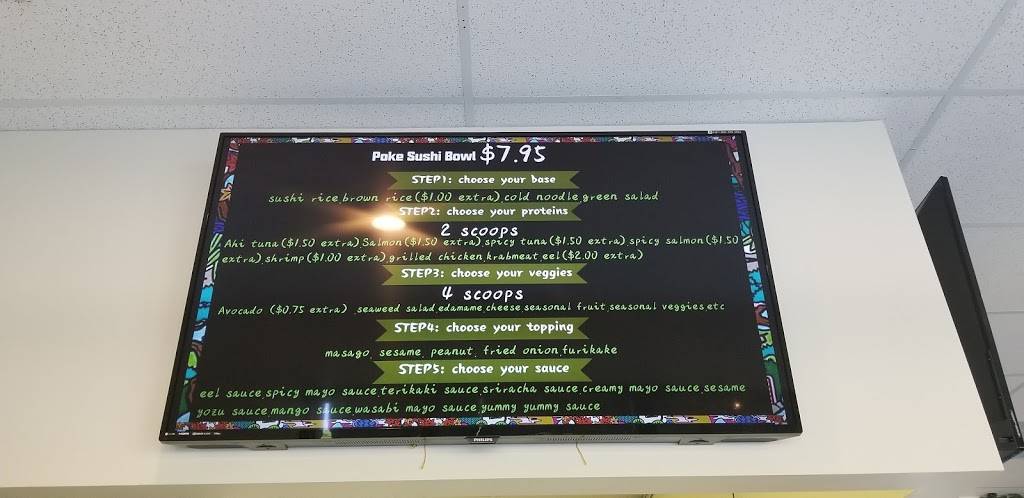 Poke Sushi Bowl $7.95
STEP1: choose your base
sushi rice,brown rice($1.00 extra),cold noodle,green salad
STEP2: choose your proteins
2 scoops
Ahi tuna($1.50 extra),Salmon($1.50 extra),spicy tuna($1.50 extra),spicy salmon($1.50
extra),shrimp($1.00 extra),grilled chicken,krabmeat,eel($2.00 extra)
STEP3: choose your veggies
4 scoops
Avocado ($0.75 extra) ,seaweed salad,edamame,cheese,seasonal fruit,seasonal veggies,etc
STEP4: choose your topping
masago, sesame, peanut, fried onion,furikake
STEP5: choose your sauce
eel sauce,spicy mayo sauce,terikaki sauce,sriracha sauce,creamy mayo sauce,sesame
yozu sauce,mango sauce,wasabi mayo sauce,yummy yummy sauce
PHILIPS